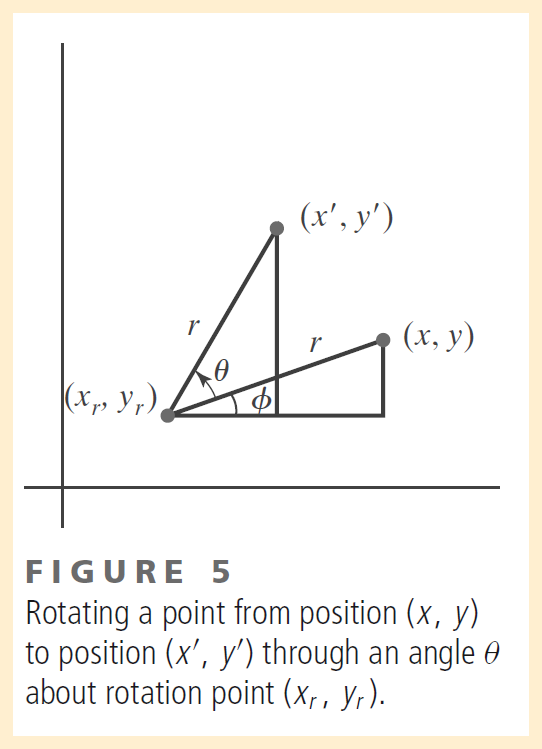 (x', y')
r
r
(x, y)
θ
(xᵣ, yᵣ)
ϕ
FIGURE 5
Rotating a point from position (x, y)
to position (x′, y′) through an angle θ
about rotation point (xᵣ, yᵣ).